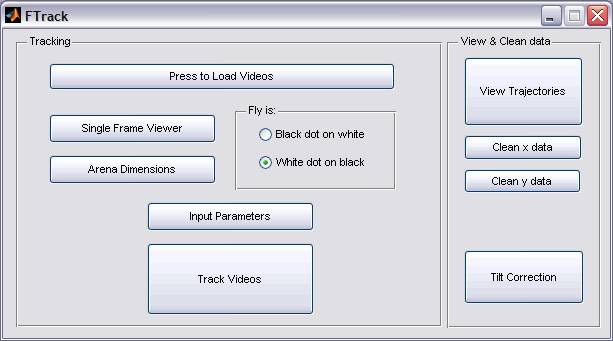 FTrack
Tracking
Press to Load Videos
Single Frame Viewer
Arena Dimensions
Fly is:
Black dot on white
White dot on black
Input Parameters
Track Videos
View & Clean data
View Trajectories
Clean x data
Clean y data
Tilt Correction